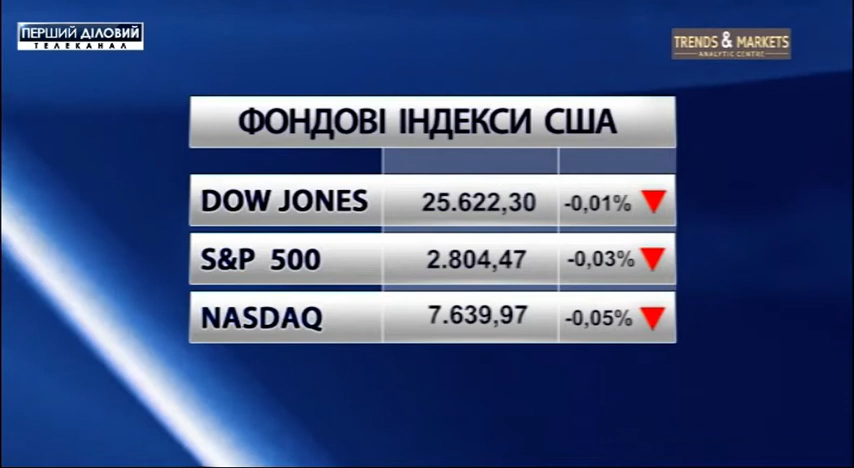 ПЕРШИЙ ДІЛОВИЙ
ТЕЛЕКАНАЛ
TRENDS & MARKETS
ANALYTIC CENTRE
ФОНДОВІ ІНДЕКСИ США
DOW JONES 25.622,30 -0,01%
S&P 500 2.804,47 -0,03%
NASDAQ 7.639,97 -0,05%